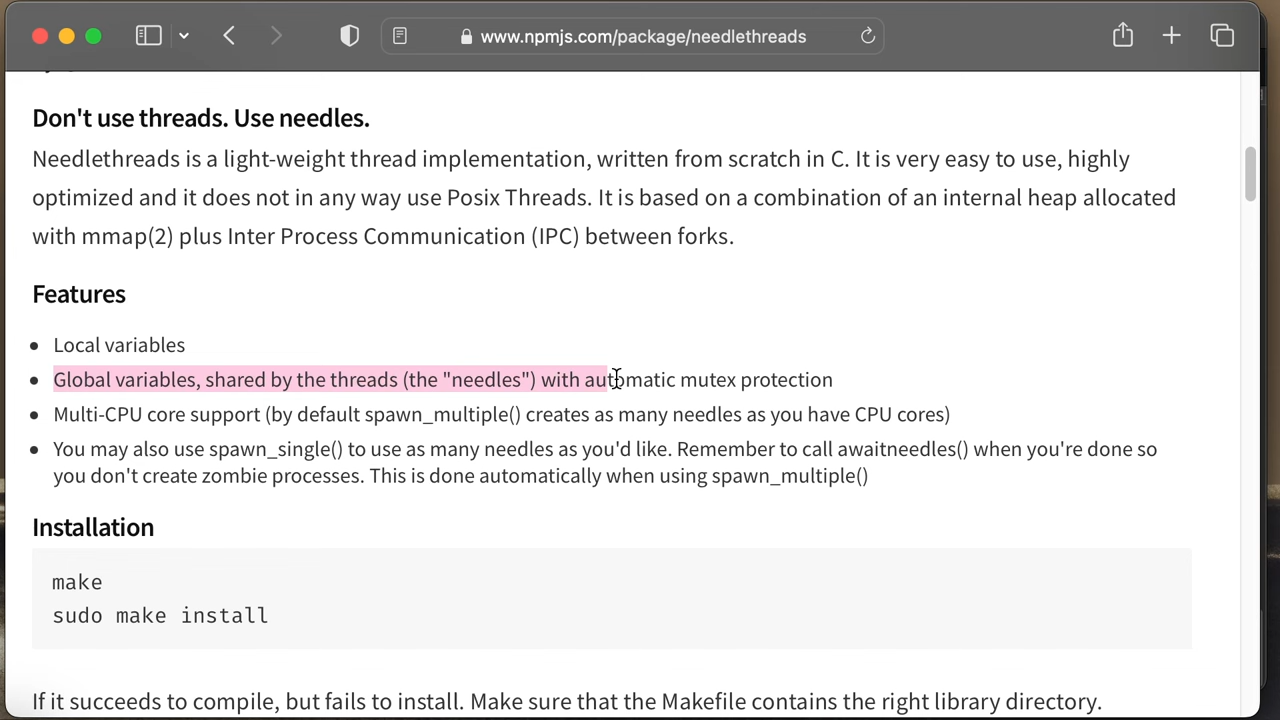 www.npmjs.com/package/needlethreads
Don't use threads. Use needles.
Needlethreads is a light-weight thread implementation, written from scratch in C. It is very easy to use, highly
optimized and it does not in any way use Posix Threads. It is based on a combination of an internal heap allocated
with mmap(2) plus Inter Process Communication (IPC) between forks.
Features
Local variables
Global variables, shared by the threads (the "needles") with automatic mutex protection
Multi-CPU core support (by default spawn_multiple() creates as many needles as you have CPU cores)
You may also use spawn_single() to use as many needles as you'd like. Remember to call awaitneedles() when you're done so
you don't create zombie processes. This is done automatically when using spawn_multiple()
Installation
make
sudo make install
If it succeeds to compile, but fails to install. Make sure that the Makefile contains the right library directory.